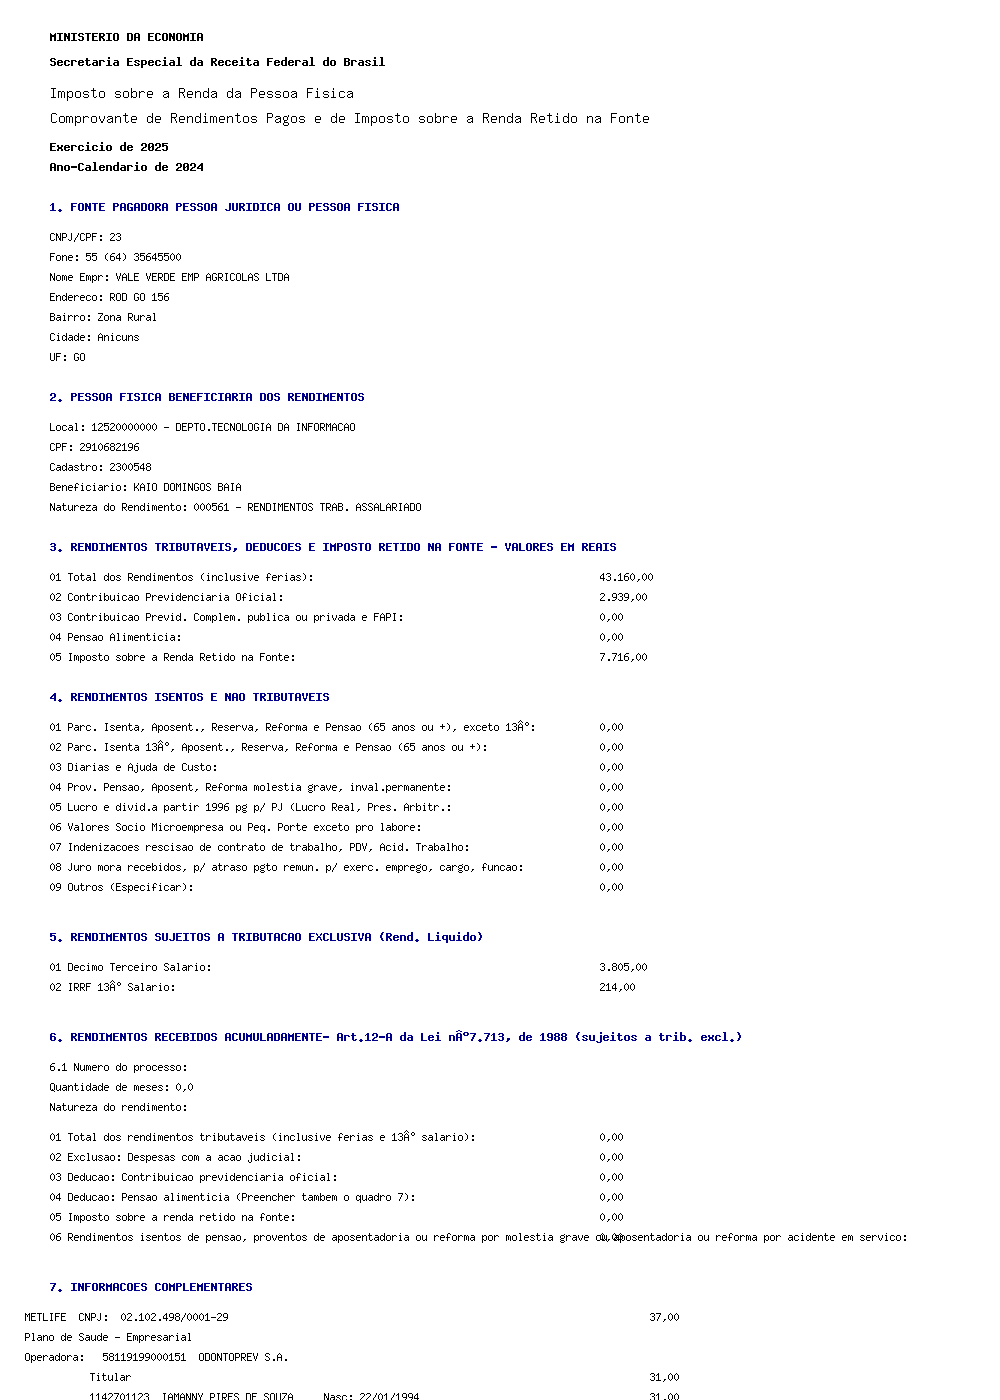 MINISTERIO DA ECONOMIA
Secretaria Especial da Receita Federal do Brasil
Imposto sobre a Renda da Pessoa Fisica
Comprovante de Rendimentos Pagos e de Imposto sobre a Renda Retido na Fonte
Exercicio de 2025
Ano-Calendario de 2024
1. FONTE PAGADORA PESSOA JURIDICA OU PESSOA FISICA
CNPJ/CPF: 23
Fone: 55 (64) 35645500
Nome Empr: VALE VERDE EMP AGRICOLAS LTDA
Endereco: ROD GO 156
Bairro: Zona Rural
Cidade: Anicuns
UF: GO
2. PESSOA FISICA BENEFICIARIA DOS RENDIMENTOS
Local: 12520000000 - DEPTO.TECNOLOGIA DA INFORMACAO
CPF: 2910682196
Cadastro: 2300548
Beneficiario: KAIO DOMINGOS BAIA
Natureza do Rendimento: 000561 - RENDIMENTOS TRAB. ASSALARIADO
3. RENDIMENTOS TRIBUTAVEIS, DEDUCOES E IMPOSTO RETIDO NA FONTE - VALORES EM REAIS
01 Total dos Rendimentos (inclusive ferias): 43.160,00
02 Contribuicao Previdenciaria Oficial: 2.939,00
03 Contribuicao Previd. Complem. publica ou privada e FAPI: 0,00
04 Pensao Alimenticia: 0,00
05 Imposto sobre a Renda Retido na Fonte: 7.716,00
4. RENDIMENTOS ISENTOS E NAO TRIBUTAVEIS
01 Parc. Isenta, Aposent., Reserva, Reforma e Pensao (65 anos ou +), exceto 13Âº: 0,00
02 Parc. Isenta 13Âº, Aposent., Reserva, Reforma e Pensao (65 anos ou +): 0,00
03 Diarias e Ajuda de Custo: 0,00
04 Prov. Pensao, Aposent, Reforma molestia grave, inval.permanente: 0,00
05 Lucro e divid.a partir 1996 pg p/ PJ (Lucro Real, Pres. Arbitr.: 0,00
06 Valores Socio Microempresa ou Peq. Porte exceto pro labore: 0,00
07 Indenizacoes rescisao de contrato de trabalho, PDV, Acid. Trabalho: 0,00
08 Juro mora recebidos, p/ atraso pgto remun. p/ exerc. emprego, cargo, funcao: 0,00
09 Outros (Especificar): 0,00
5. RENDIMENTOS SUJEITOS A TRIBUTACAO EXCLUSIVA (Rend. Liquido)
01 Decimo Terceiro Salario: 3.805,00
02 IRRF 13Âº Salario: 214,00
6. RENDIMENTOS RECEBIDOS ACUMULADAMENTE- Art.12-A da Lei nÂº7.713, de 1988 (sujeitos a trib. excl.)
6.1 Numero do processo:
Quantidade de meses: 0,0
Natureza do rendimento:
01 Total dos rendimentos tributaveis (inclusive ferias e 13Âº salario): 0,00
02 Exclusao: Despesas com a acao judicial: 0,00
03 Deducao: Contribuicao previdenciaria oficial: 0,00
04 Deducao: Pensao alimenticia (Preencher tambem o quadro 7): 0,00
05 Imposto sobre a renda retido na fonte: 0,00
06 Rendimentos isentos de pensao, proventos de aposentadoria ou reforma por molestia grave ou aposentadoria ou reforma por acidente em servico: 0,00
7. INFORMACOES COMPLEMENTARES
METLIFE CNPJ: 02.102.498/0001-29 37,00
Plano de Saude - Empresarial
Operadora: 58119199000151 ODONTOPREV S.A.
Titular 31,00
1142701123 IAMANNY PIRES DE SOUZA Nasc: 22/01/1994 31,00